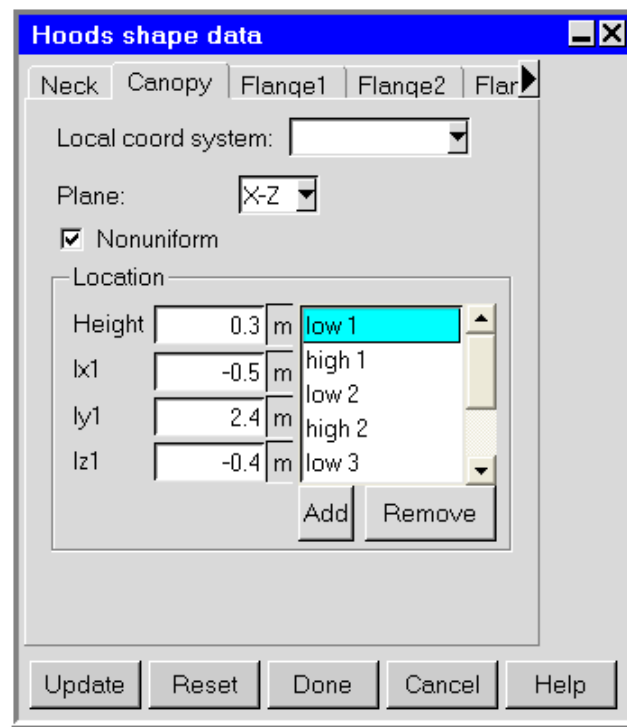 Hoods shape data
Neck Canopy Flange1 Flange2 Flan
Local coord system:
Plane: X-Z
Nonuniform
Location
Height 0.3 m low 1
lx1 -0.5 m high 1
low 2
ly1 2.4 m high 2
lz1 -0.4 m low 3
Add Remove
Update Reset Done Cancel Help